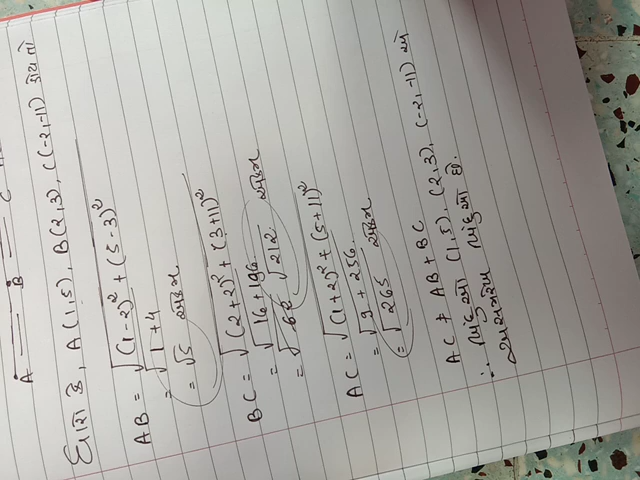 A B C
ધારો કે, A(1,5), B(2,3), C(-2,-11) હોય તો
AB = √(1-2)² + (5-3)²
= √1+4
= √5 એકમ
BC = √(2+2)² + (3+11)²
= √16+196
= √212 એકમ
AC = √(1+2)² + (5+11)²
= √9+256
= √265 એકમ
AC ≠ AB + BC
∴ બિંદુઓ (1,5), (2,3), (-2,-11) એ
અસમરેખ બિંદુઓ છે.